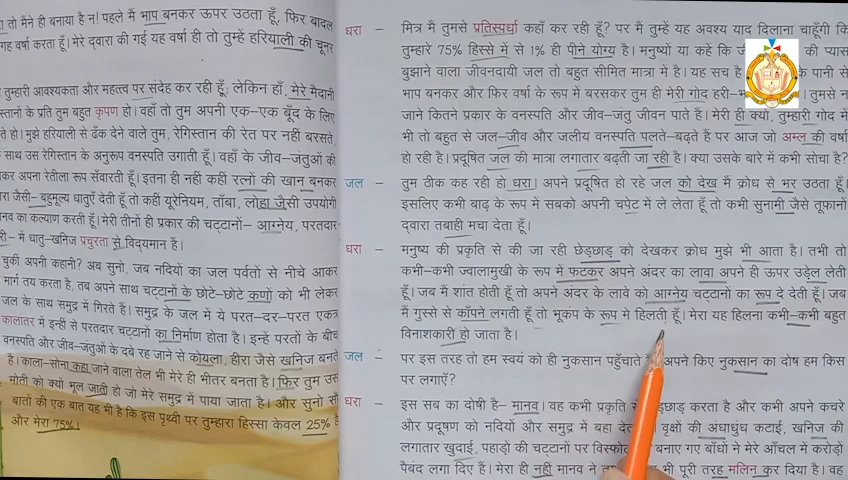 तो मैने ही बनाया है न! पहले मैं भाप बनकर ऊपर उठता हूँ, फिर बादल
वर्षा करता हूँ। मेरे द्वारा की गई यह वर्षा ही तो तुम्हें हरियाली की चूनर
तुम्हारी आवश्यकता और महत्त्व पर संदेह कर रही हूँ; लेकिन हाँ, मेरे मैदानी
के प्रति तुम बहुत कृपण हो। वहाँ तो तुम अपनी एक-एक बूँद के लिए
हो। मुझे हरियाली से ढँक देने वाले तुम, रेगिस्तान की रेत पर नहीं बरसते,
साथ उस रेगिस्तान के अनुरूप वनस्पति उगाती हूँ। वहाँ के जीव-जंतुओं की
अपना रेतीला रूप सँवारती हूँ। इतना ही नहीं कहीं रत्नों की खान बनकर
जैसी- बहुमूल्य धातुएँ देती हूँ तो कहीं यूरेनियम, ताँबा, लोहा जैसी उपयोगी
का कल्याण करती हूँ। मेरी तीनों ही प्रकार की चट्टानों- आग्नेय, परतदार
में धातु-खनिज प्रचुरता से विद्यमान हैं।
चुकी अपनी कहानी? अब सुनो, जब नदियों का जल पर्वतों से नीचे आकर
मार्ग तय करता है, तब अपने साथ चट्टानों के छोटे-छोटे कणों को भी लेकर
जल के साथ समुद्र में गिरते हैं। समुद्र के जल में ये परत-दर-परत एकत्र
कालातर में इन्हीं से परतदार चट्टानों का निर्माण होता है। इन्हें परतों के बीच
वनस्पति और जीव-जंतुओं के दबे रह जाने से कोयला, हीरा जैसे खनिज बनते
हैं। काला-सोना कहा जाने वाला तेल भी मेरे ही भीतर बनता है। फिर तुम उस
मोती को क्यों भूल जाती हो जो मेरे समुद्र में पाया जाता है। और सुनो सौ
बातों की एक बात यह भी है कि इस पृथ्वी पर तुम्हारा हिस्सा केवल 25% है
और मेरा 75%।
धरा – मित्र मैं तुमसे प्रतिस्पर्धा कहाँ कर रही हूँ? पर मैं तुम्हें यह अवश्य याद दिलाना चाहूँगी कि
तुम्हारे 75% हिस्से में से 1% ही पीने योग्य है। मनुष्यों या कहें कि की प्यास
बुझाने वाला जीवनदायी जल तो बहुत सीमित मात्रा में है। यह सच है के पानी से
भाप बनकर और फिर वर्षा के रूप में बरसकर तुम ही मेरी गोद हरी- तुमसे न
जाने कितने प्रकार के वनस्पति और जीव-जंतु जीवन पाते हैं। मेरी ही क्यो, तुम्हारी गोद में
भी तो बहुत से जल-जीव और जलीय वनस्पति पलते-बढ़ते हैं पर आज जो अम्ल की वर्षा
हो रही है। प्रदूषित जल की मात्रा लगातार बढ़ती जा रही है। क्या उसके बारे में कभी सोचा है?
जल – तुम ठीक कह रही हो धरा। अपने प्रदूषित हो रहे जल को देख मैं क्रोध से भर उठता हूँ।
इसलिए कभी बाढ़ के रूप में सबको अपनी चपेट में ले लेता हूँ तो कभी सुनामी जैसे तूफानों
द्वारा तबाही मचा देता हूँ।
धरा – मनुष्य की प्रकृति से की जा रही छेड़छाड़ को देखकर क्रोध मुझे भी आता है। तभी तो
कभी-कभी ज्वालामुखी के रूप में फटकर अपने अंदर का लावा अपने ही ऊपर उड़ेल लेती
हूँ। जब मैं शांत होती हूँ तो अपने अंदर के लावे को आग्नेय चट्टानों का रूप दे देती हूँ। जब
मैं गुस्से से काँपने लगती हूँ तो भूकंप के रूप मे हिलती हूँ। मेरा यह हिलना कभी-कभी बहुत
विनाशकारी हो जाता है।
जल – पर इस तरह तो हम स्वयं को ही नुकसान पहुँचाते अपने किए नुकसान का दोष हम किस
पर लगाएँ?
धरा – इस सब का दोषी है- मानव। वह कभी प्रकृति करता है और कभी अपने कचरे
और प्रदूषण को नदियों और समुद्र में बहा वृक्षों की अंधाधुंध कटाई, खनिज की
लगातार खुदाई, पहाड़ों की चट्टानों पर बनाए गए बाँधों ने मेरे आँचल में करोड़ों
पैबंद लगा दिए हैं। मेरा ही नही मानव ने भी पूरी तरह मलिन कर दिया है। वह